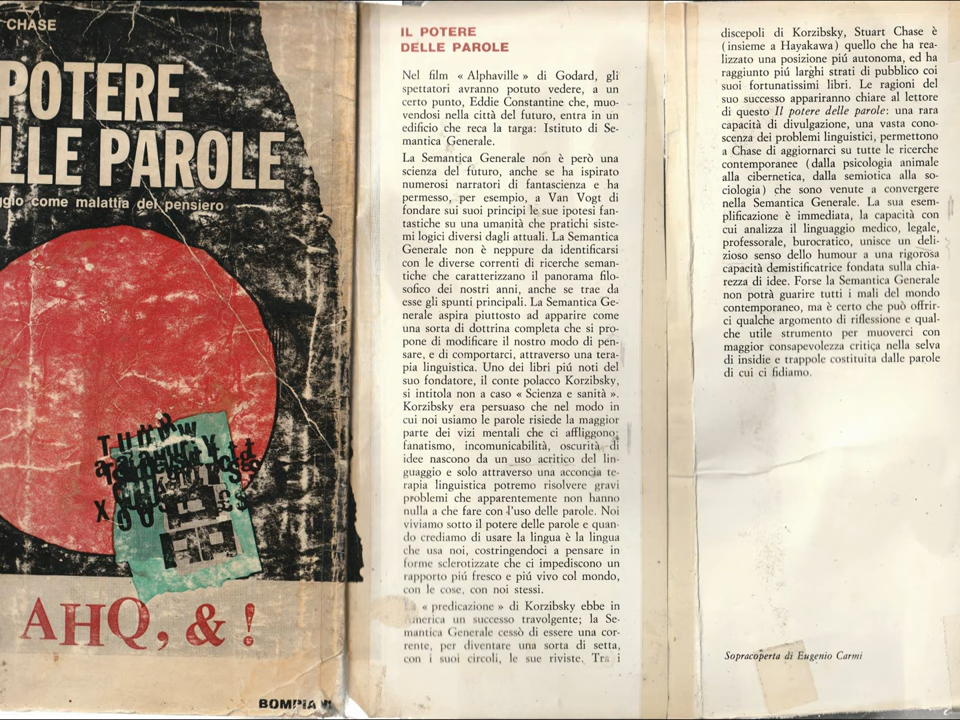 CHASE
POTERE
LLE PAROLE
ggio come malattia del pensiero
AHQ, & !
BOMPIANI
IL POTERE
DELLE PAROLE
Nel film « Alphaville » di Godard, gli
spettatori avranno potuto vedere, a un
certo punto, Eddie Constantine che, muo-
vendosi nella città del futuro, entra in un
edificio che reca la targa: Istituto di Se-
mantica Generale.
La Semantica Generale non è però una
scienza del futuro, anche se ha ispirato
numerosi narratori di fantascienza e ha
permesso, per esempio, a Van Vogt di
fondare sui suoi principi le sue ipotesi fan-
tastiche su una umanità che pratichi siste-
mi logici diversi dagli attuali. La Semantica
Generale non è neppure da identificarsi
con le diverse correnti di ricerche seman-
tiche che caratterizzano il panorama filo-
sofico dei nostri anni, anche se trae da
esse gli spunti principali. La Semantica Ge-
nerale aspira piuttosto ad apparire come
una sorta di dottrina completa che si pro-
pone di modificare il nostro modo di pen-
sare, e di comportarci, attraverso una tera-
pia linguistica. Uno dei libri piú noti del
suo fondatore, il conte polacco Korzibsky,
si intitola non a caso « Scienza e sanità ».
Korzibsky era persuaso che nel modo in
cui noi usiamo le parole risiede la maggior
parte dei vizi mentali che ci affliggono;
fanatismo, incomunicabilità, oscurità di
idee nascono da un uso acritico del lin-
guaggio e solo attraverso una acconcia te-
rapia linguistica potremo risolvere gravi
problemi che apparentemente non hanno
nulla a che fare con l'uso delle parole. Noi
viviamo sotto il potere delle parole e quan-
do crediamo di usare la lingua è la lingua
che usa noi, costringendoci a pensare in
forme sclerotizzate che ci impediscono un
rapporto piú fresco e piú vivo col mondo,
con le cose, con noi stessi.
La « predicazione » di Korzibsky ebbe in
America un successo travolgente; la Se-
mantica Generale cessò di essere una cor-
rente, per diventare una sorta di setta,
con i suoi circoli, le sue riviste. Tra i
discepoli di Korzibsky, Stuart Chase è
(insieme a Hayakawa) quello che ha rea-
lizzato una posizione piú autonoma, ed ha
raggiunto piú larghi strati di pubblico coi
suoi fortunatissimi libri. Le ragioni del
suo successo appariranno chiare al lettore
di questo Il potere delle parole: una rara
capacità di divulgazione, una vasta cono-
scenza dei problemi linguistici, permettono
a Chase di aggiornarci su tutte le ricerche
contemporanee (dalla psicologia animale
alla cibernetica, dalla semiotica alla so-
ciologia) che sono venute a convergere
nella Semantica Generale. La sua esem-
plificazione è immediata, la capacità con
cui analizza il linguaggio medico, legale,
professorale, burocratico, unisce un deli-
zioso senso dello humour a una rigorosa
capacità demistificatrice fondata sulla chia-
rezza di idee. Forse la Semantica Generale
non potrà guarire tutti i mali del mondo
contemporaneo, ma è certo che può offrir-
ci qualche argomento di riflessione e qual-
che utile strumento per muoverci con
maggior consapevolezza critica nella selva
di insidie e trappole costituita dalle parole
di cui ci fidiamo.
Sopracoperta di Eugenio Carmi